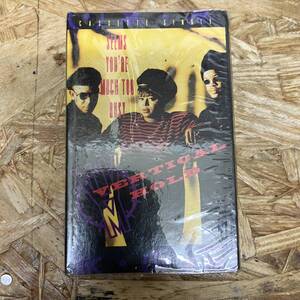 CASSETTE SINGLE
SEEMS
YOU'RE
MUCH TOO
BUSY
VERTICAL
HOLD